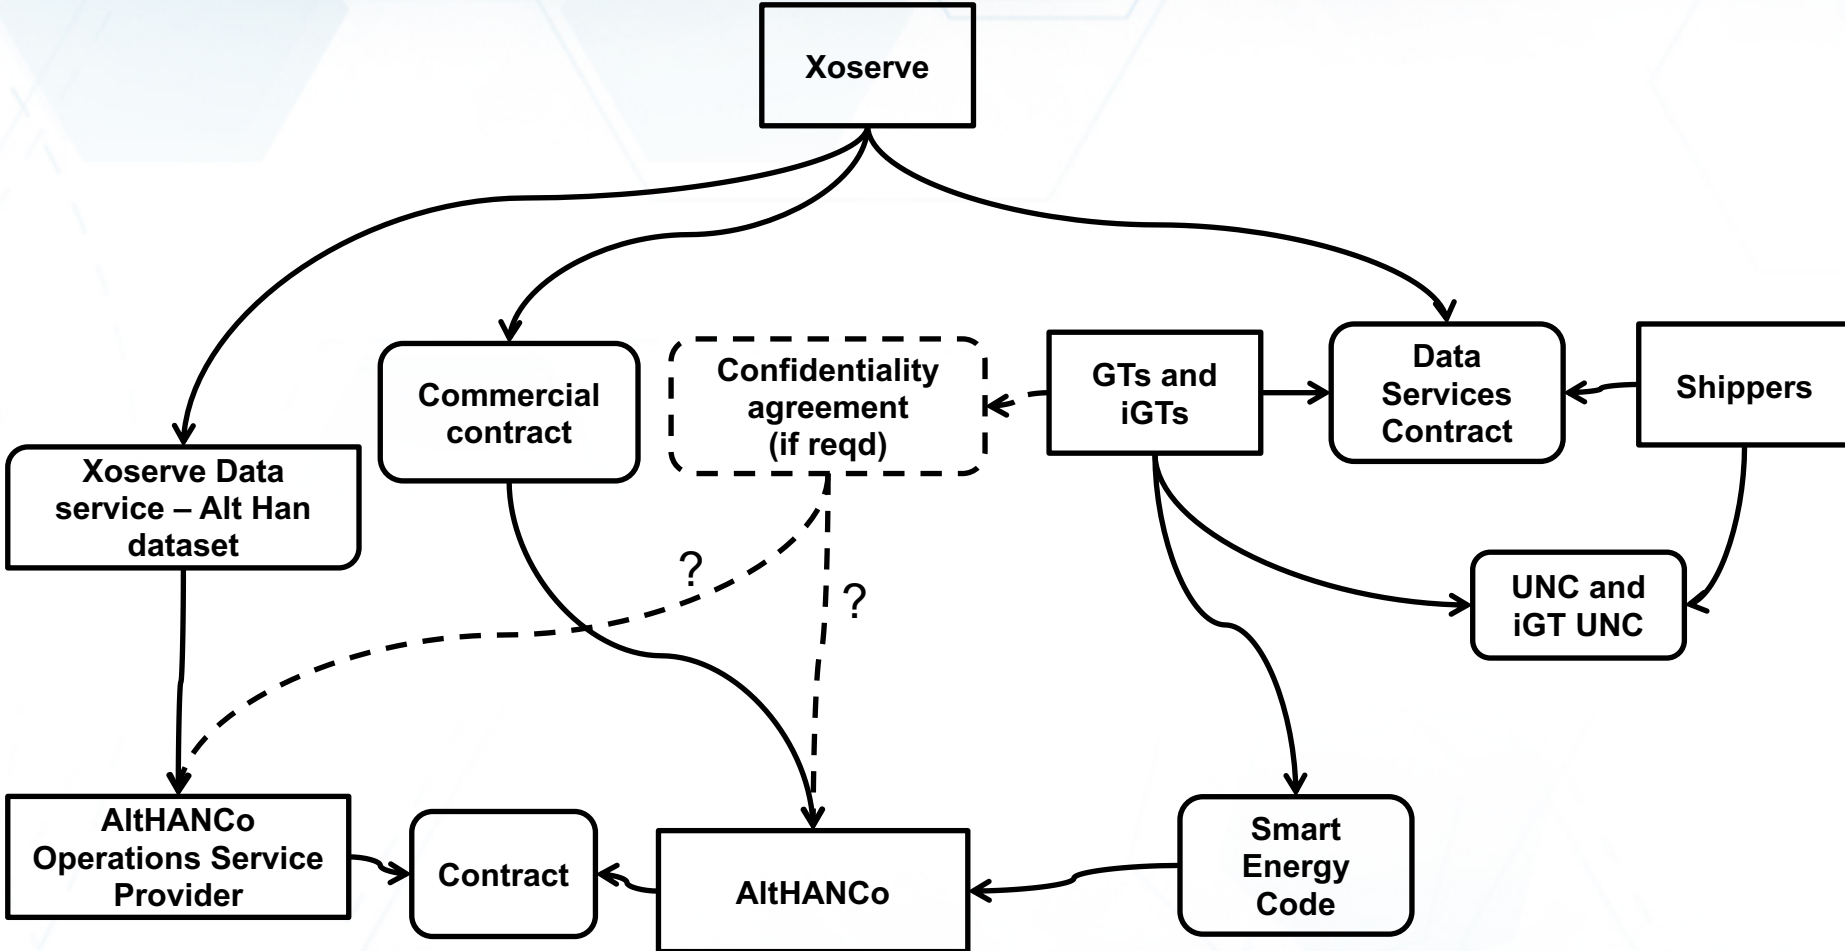 Xoserve
Commercial
contract
Confidentiality
agreement
(if reqd)
GTs and
iGTs
Data
Services
Contract
Shippers
Xoserve Data
service – Alt Han
dataset
?
?
UNC and
iGT UNC
AltHANCo
Operations Service
Provider
Contract
AltHANCo
Smart
Energy
Code